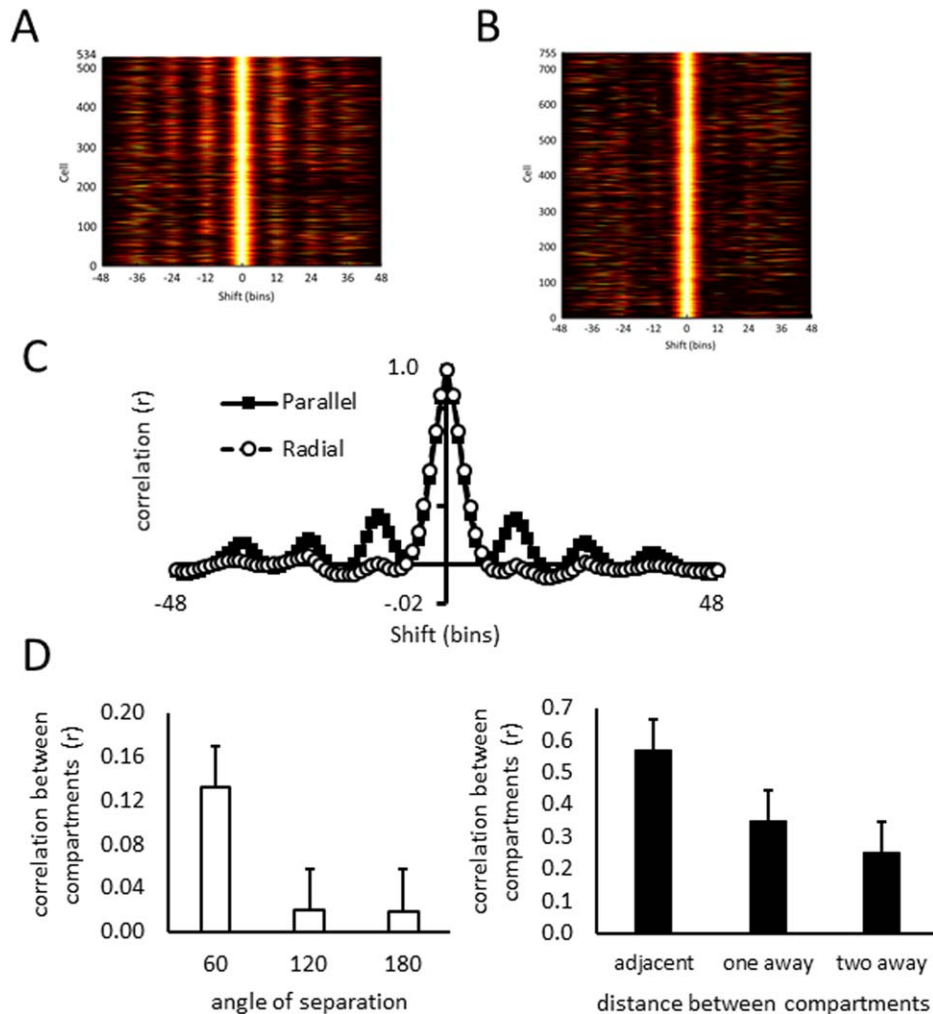 A
534
500
400
300
200
100
0
Cell
-48 -36 -24 -12 0 12 24 36 48
Shift (bins)
B
755
700
600
500
400
300
200
100
0
Cell
-48 -36 -24 -12 0 12 24 36 48
Shift (bins)
C
correlation (r)
1.0
Parallel
Radial
-48
-.02
48
Shift (bins)
D
correlation between
compartments (r)
0.20
0.16
0.12
0.08
0.04
0.00
60 120 180
angle of separation
correlation between
compartments (r)
0.7
0.6
0.5
0.4
0.3
0.2
0.1
0.0
adjacent one away two away
distance between compartments